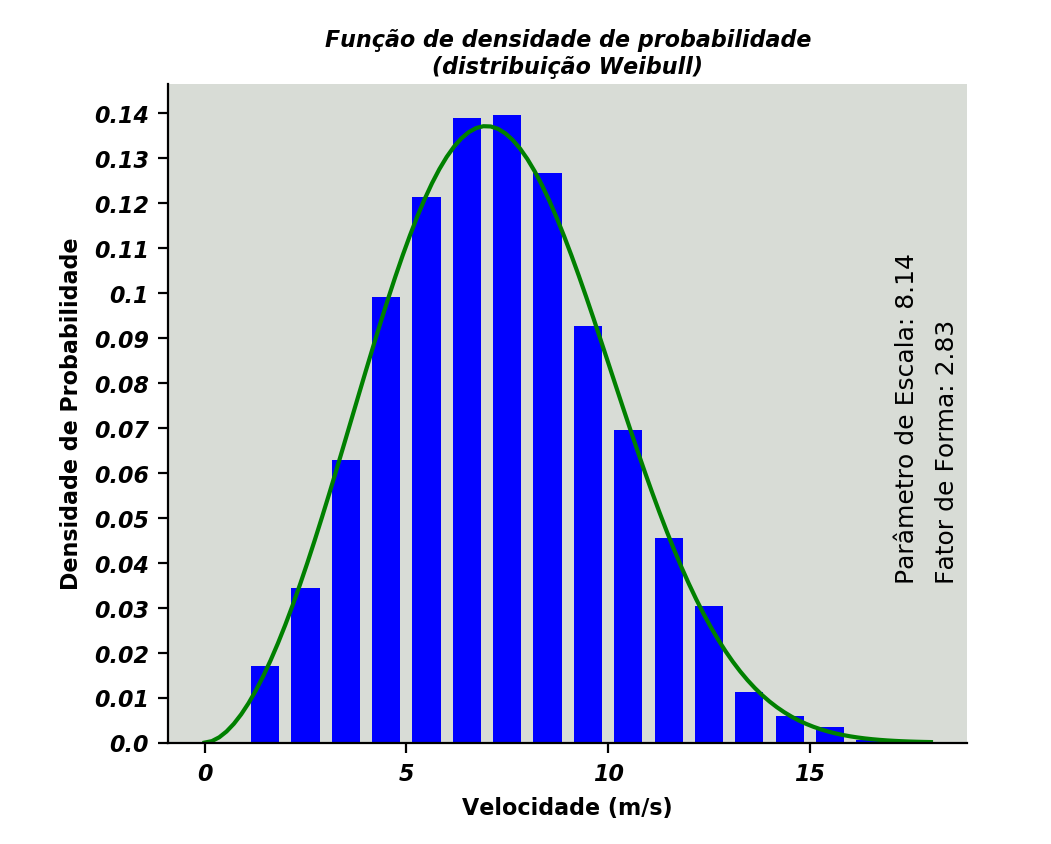 Função de densidade de probabilidade
(distribuição Weibull)
Densidade de Probabilidade
0.14
0.13
0.12
0.11
0.1
0.09
0.08
0.07
0.06
0.05
0.04
0.03
0.02
0.01
0.0
Parâmetro de Escala: 8.14
Fator de Forma: 2.83
0 5 10 15
Velocidade (m/s)